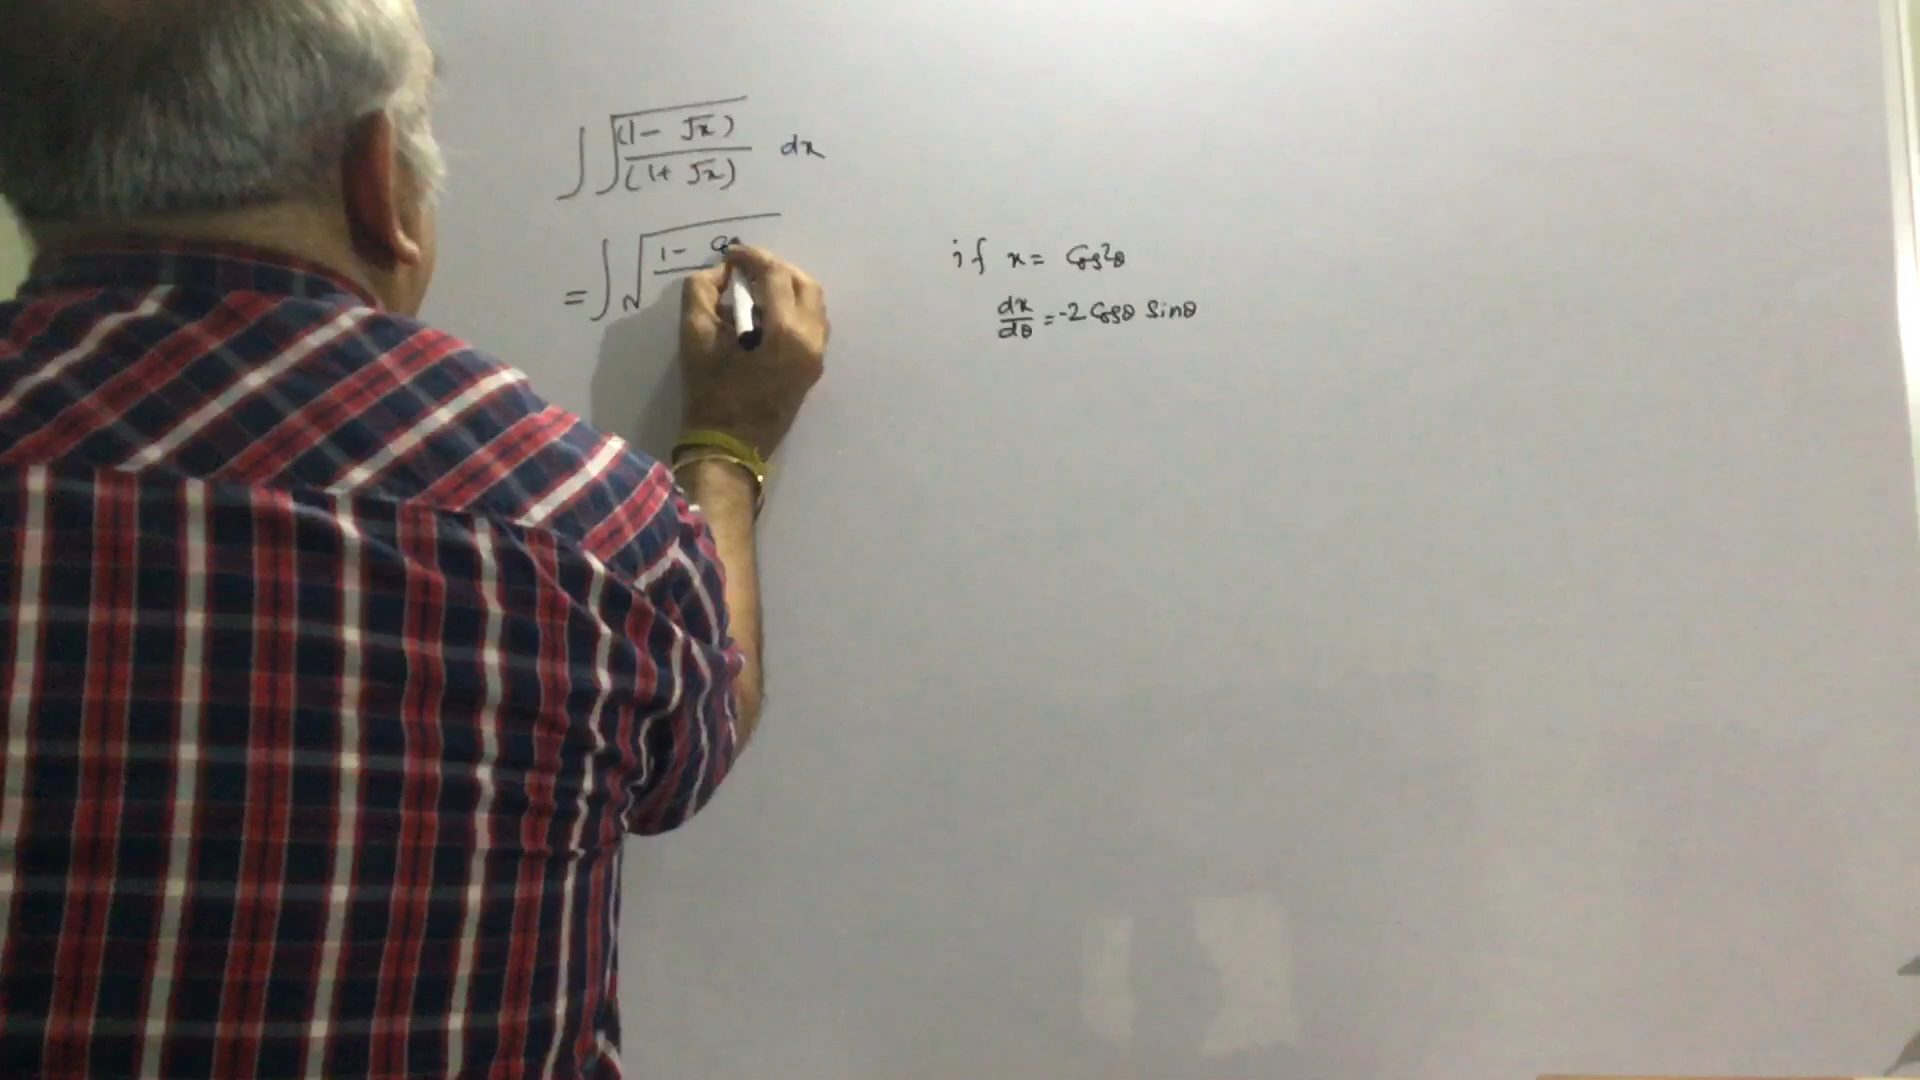 ∫ √((1 - √x) / (1 + √x)) dx
= ∫ √(1 -
if x = Cos²θ
dx/dθ = -2 Cosθ Sinθ